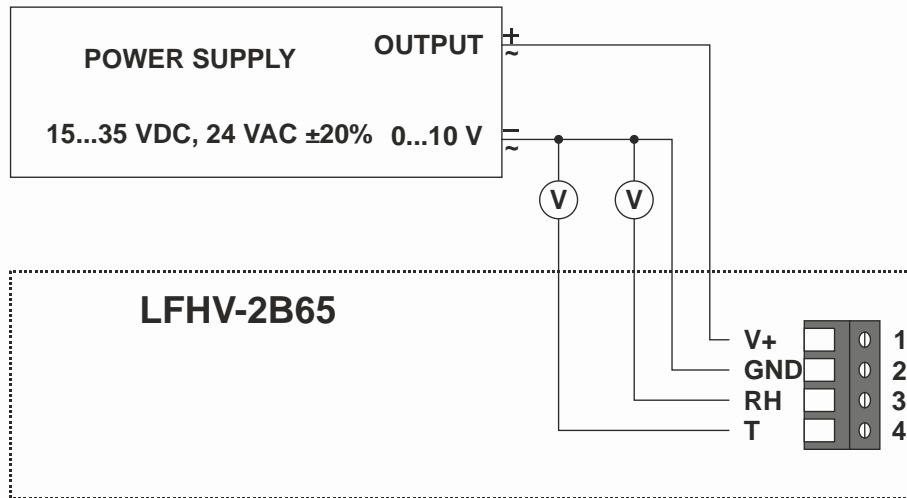 POWER SUPPLY
OUTPUT
+
~
15...35 VDC, 24 VAC ±20%
0...10 V
−
~
V
V
LFHV-2B65
V+ 1
GND 2
RH 3
T 4